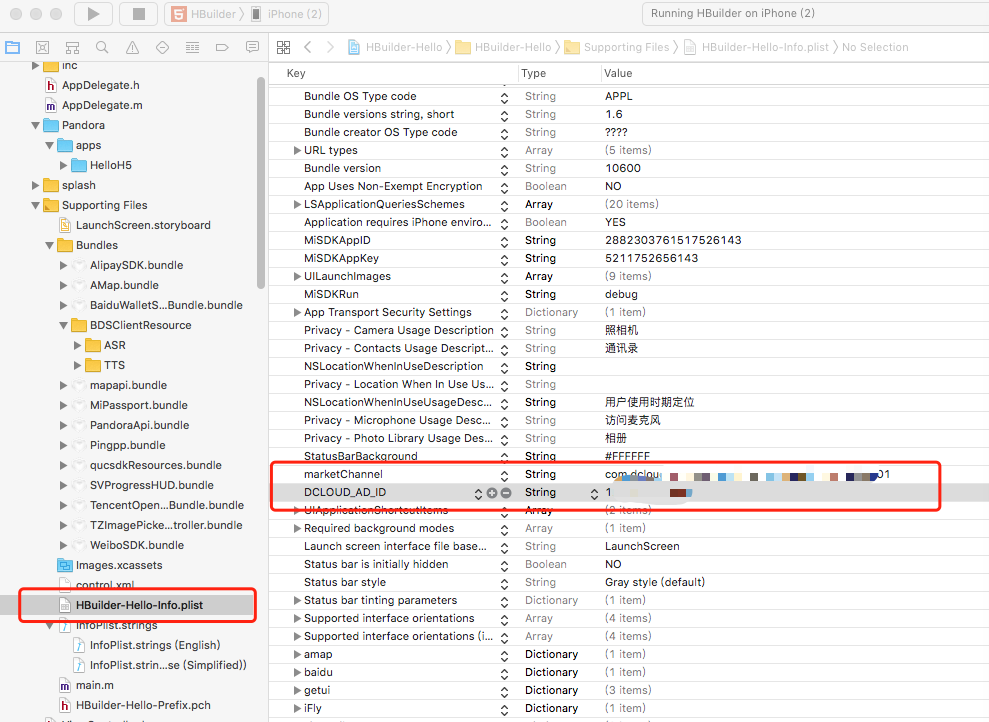 HBuilder
iPhone (2)
Running HBuilder on iPhone (2)
HBuilder-Hello
HBuilder-Hello
Supporting Files
HBuilder-Hello-Info.plist
No Selection
inc
AppDelegate.h
AppDelegate.m
Pandora
apps
HelloH5
splash
Supporting Files
LaunchScreen.storyboard
Bundles
AlipaySDK.bundle
AMap.bundle
BaiduWalletS...Bundle.bundle
BDSClientResource
ASR
TTS
mapapi.bundle
MiPassport.bundle
PandoraApi.bundle
Pingpp.bundle
qucsdkResources.bundle
SVProgressHUD.bundle
TencentOpen...Bundle.bundle
TZImagePicke...troller.bundle
WeiboSDK.bundle
Images.xcassets
control.xml
HBuilder-Hello-Info.plist
InfoPlist.strings
InfoPlist.strings (English)
InfoPlist.strin...se (Simplified))
main.m
HBuilder-Hello-Prefix.pch
Key Type Value
Bundle OS Type code String APPL
Bundle versions string, short String 1.6
Bundle creator OS Type code String ????
URL types Array (5 items)
Bundle version String 10600
App Uses Non-Exempt Encryption Boolean NO
LSApplicationQueriesSchemes Array (20 items)
Application requires iPhone enviro... Boolean YES
MiSDKAppID String 2882303761517526143
MiSDKAppKey String 5211752656143
UILaunchImages Array (9 items)
MiSDKRun String debug
App Transport Security Settings Dictionary (1 item)
Privacy - Camera Usage Description String 照相机
Privacy - Contacts Usage Descript... String 通讯录
NSLocationWhenInUseDescription String
Privacy - Location When In Use Us... String
NSLocationWhenInUseUsageDesc... String 用户使用时期定位
Privacy - Microphone Usage Desc... String 访问麦克风
Privacy - Photo Library Usage Des... String 相册
StatusBarBackground String #FFFFFF
marketChannel String com.dclou 01
DCLOUD_AD_ID String 1
UIApplicationShortcutItems Array (2 items)
Required background modes Array (1 item)
Launch screen interface file base... String LaunchScreen
Status bar is initially hidden Boolean NO
Status bar style String Gray style (default)
Status bar tinting parameters Dictionary (1 item)
Supported interface orientations Array (4 items)
Supported interface orientations (i... Array (4 items)
amap Dictionary (1 item)
baidu Dictionary (1 item)
getui Dictionary (3 items)
iFly Dictionary (1 item)